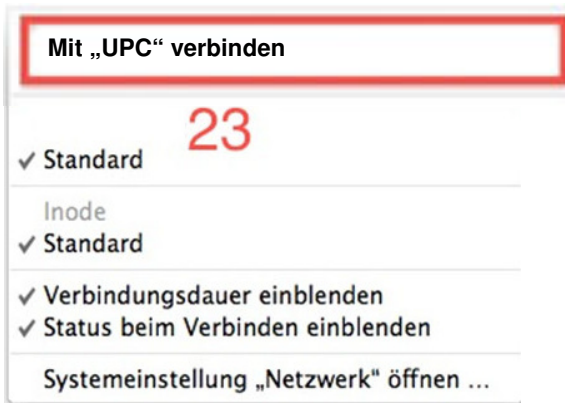 Mit „UPC“ verbinden
23
✓ Standard
Inode
✓ Standard
✓ Verbindungsdauer einblenden
✓ Status beim Verbinden einblenden
Systemeinstellung „Netzwerk“ öffnen ...